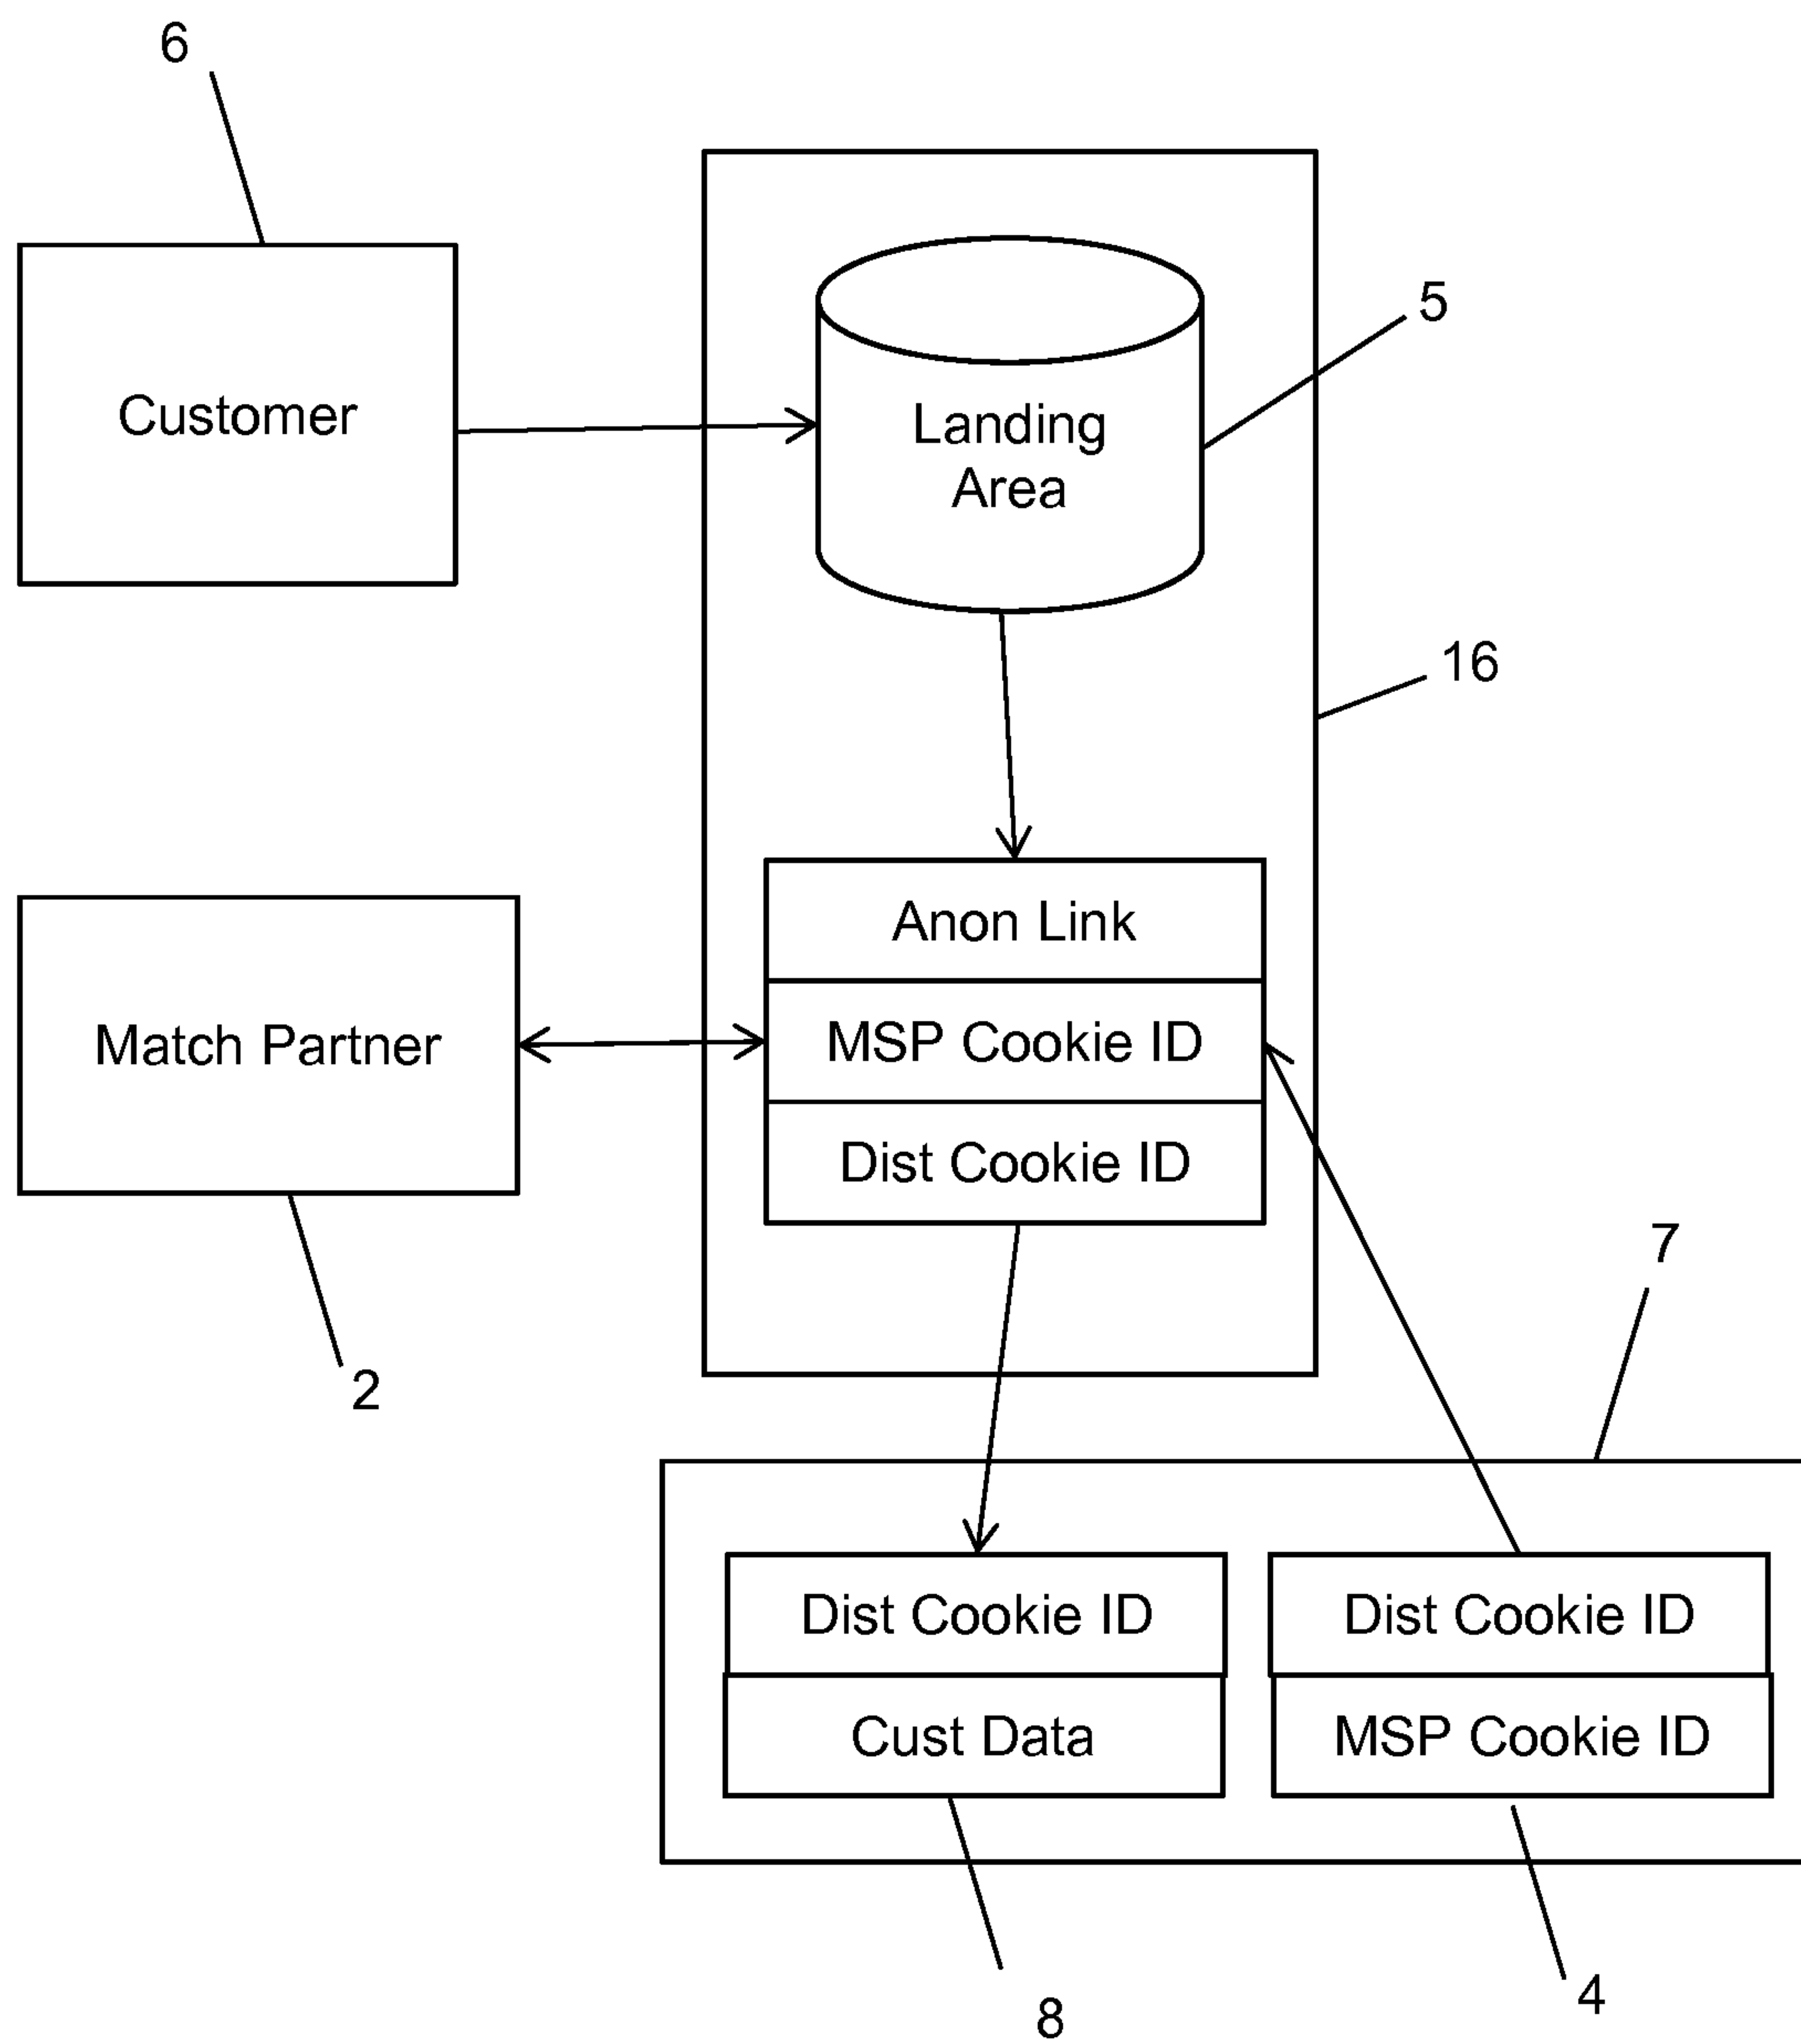 6
5
Customer
Landing
Area
16
Anon Link
Match Partner
MSP Cookie ID
Dist Cookie ID
7
2
Dist Cookie ID
Dist Cookie ID
Cust Data
MSP Cookie ID
8
4